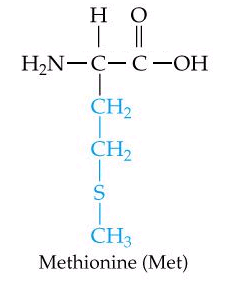 H O
H₂N—C—C—OH
CH₂
CH₂
S
CH₃
Methionine (Met)